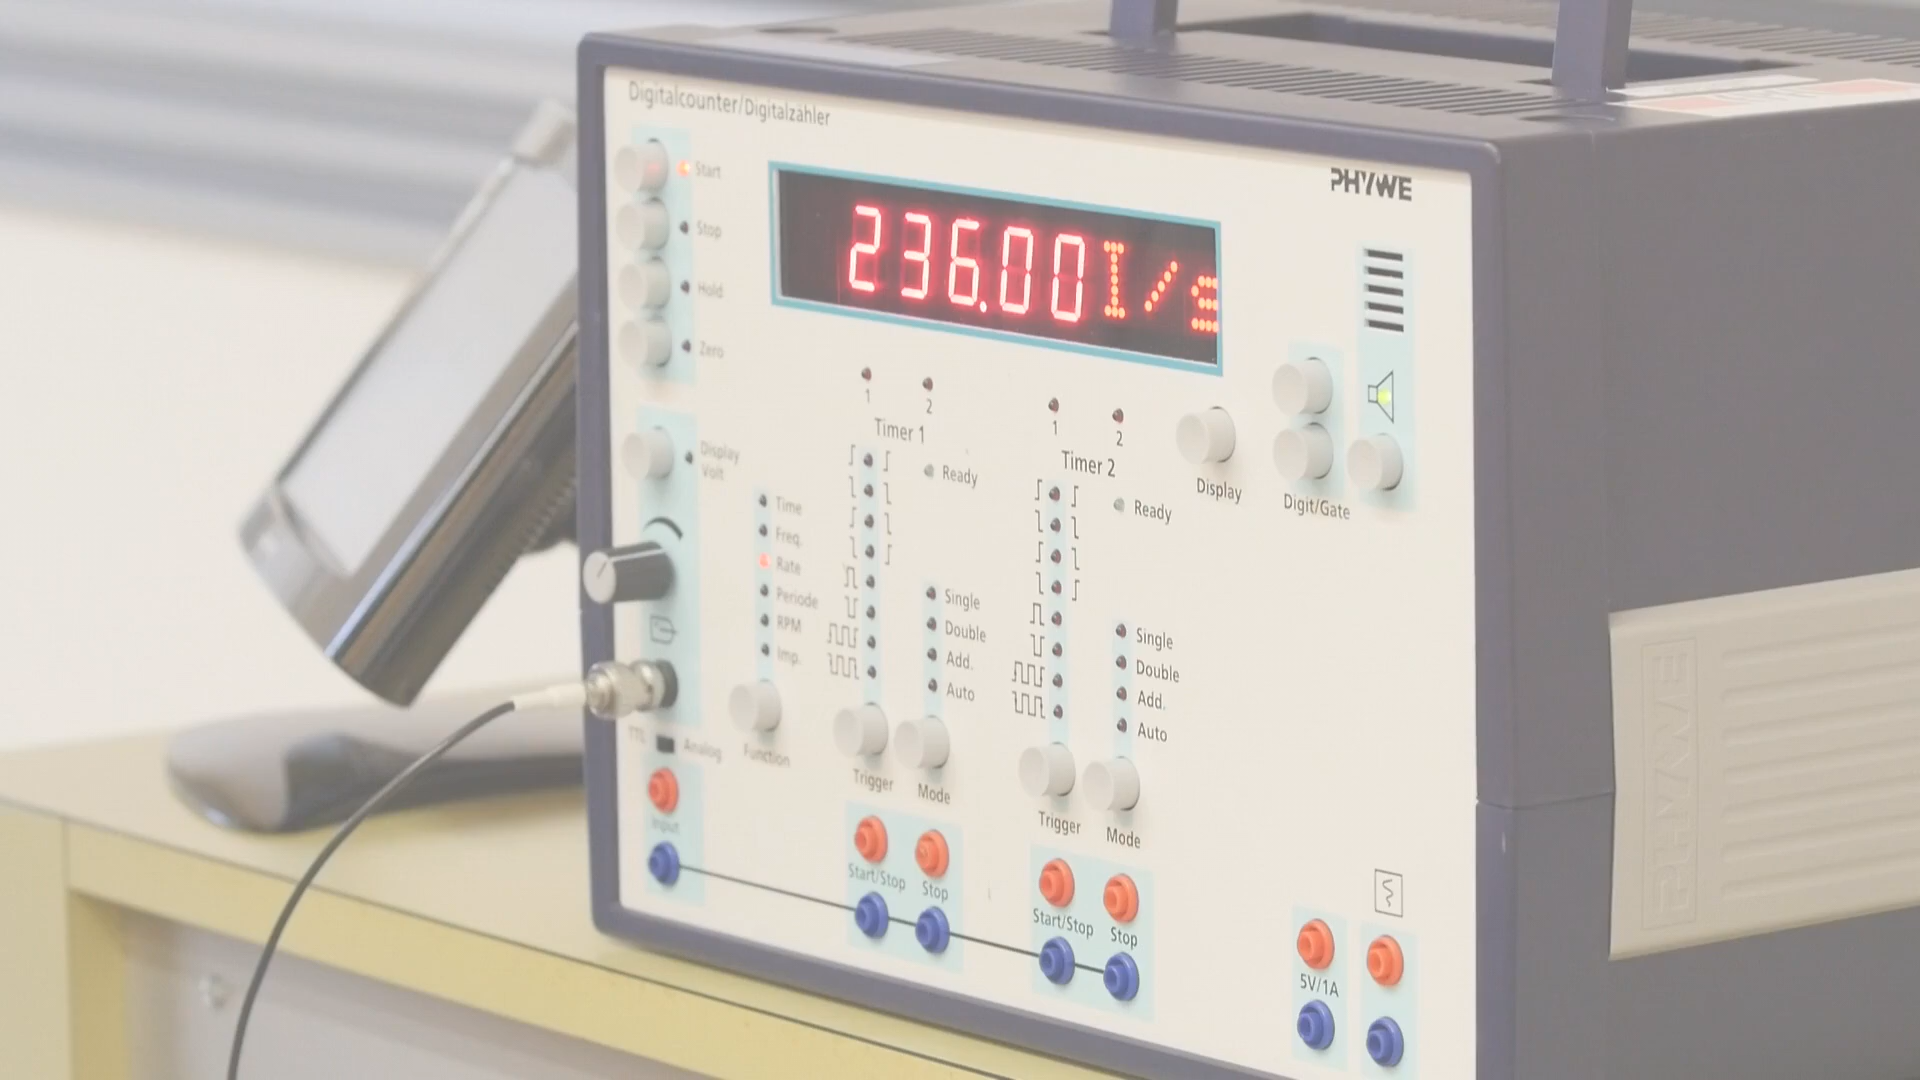 Digitalcounter/Digitalzähler
PHYWE
Start
Stop
Hold
Zero
236.00 I/s
Display
Volt
Time
Freq.
Rate
Periode
RPM
Imp.
Function
TTL
Analog
Input
1
2
Timer 1
Ready
Single
Double
Add.
Auto
Trigger
Mode
Start/Stop
Stop
1
2
Timer 2
Ready
Single
Double
Add.
Auto
Trigger
Mode
Start/Stop
Stop
Display
Digit/Gate
5V/1A
PHYWE